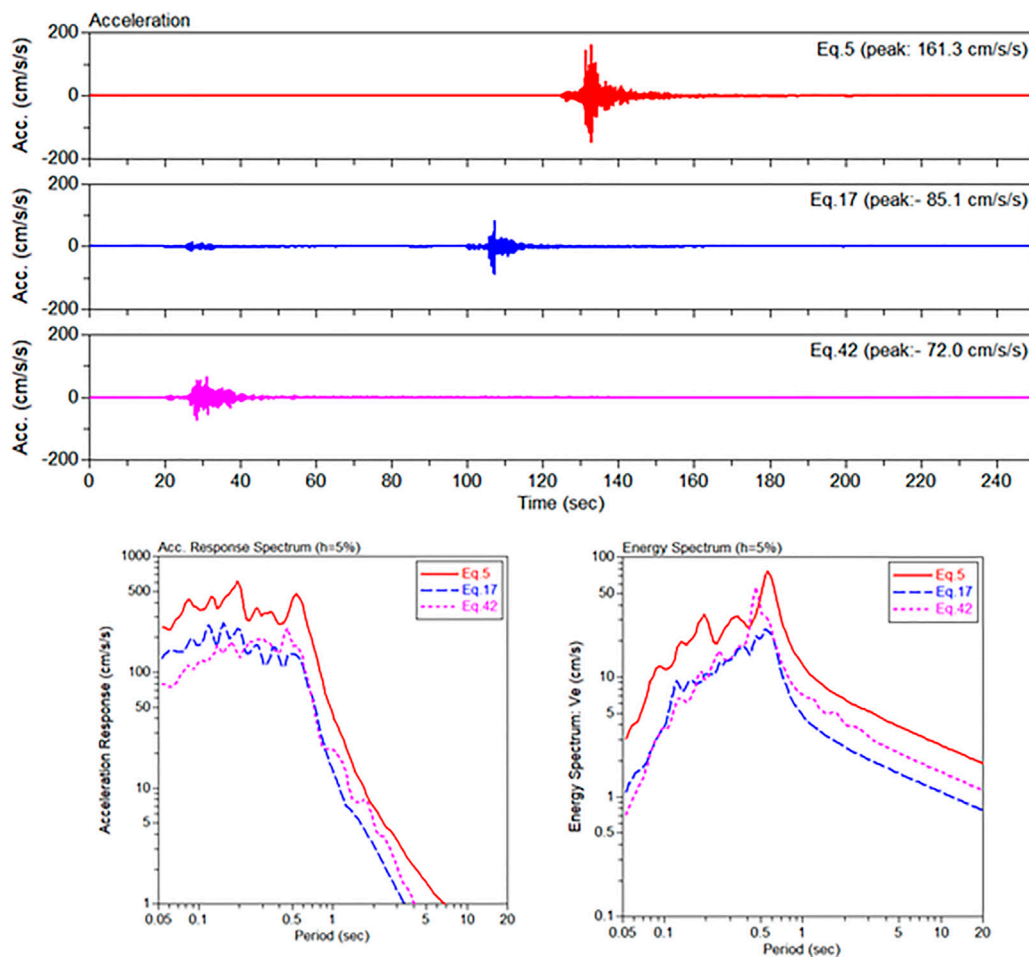 Acceleration
200
0
-200
Acc. (cm/s/s)
Eq.5 (peak: 161.3 cm/s/s)
200
0
-200
Acc. (cm/s/s)
Eq.17 (peak:- 85.1 cm/s/s)
200
0
-200
Acc. (cm/s/s)
Eq.42 (peak:- 72.0 cm/s/s)
0 20 40 60 80 100 120 140 160 180 200 220 240
Time (sec)
Acc. Response Spectrum (h=5%)
1000
500
100
50
10
5
1
Acceleration Response (cm/s/s)
Eq.5
Eq.17
Eq.42
0.05 0.1 0.5 1 5 10 20
Period (sec)
Energy Spectrum (h=5%)
100
50
10
5
1
0.5
0.1
Energy Spectrum: Ve (cm/s)
Eq.5
Eq.17
Eq.42
0.05 0.1 0.5 1 5 10 20
Period (sec)